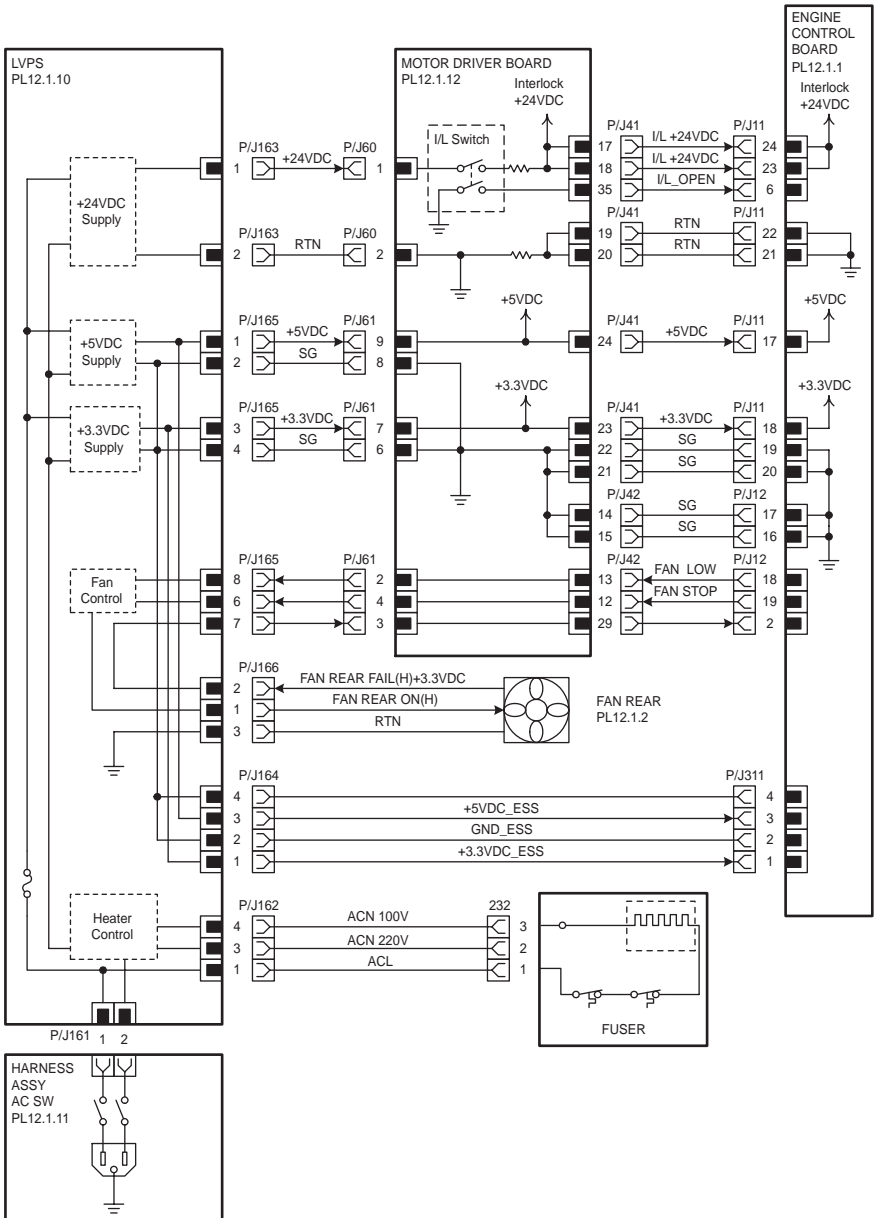 ENGINE
CONTROL
BOARD
PL12.1.1
Interlock
+24VDC
LVPS
PL12.1.10
MOTOR DRIVER BOARD
PL12.1.12
Interlock
+24VDC
I/L Switch
P/J163 P/J60 P/J41 P/J11
1 +24VDC 1 17 I/L +24VDC 24
18 I/L +24VDC 23
35 I/L_OPEN 6
+24VDC
Supply
P/J163 P/J60 P/J41 P/J11
19 RTN 22
2 RTN 2 20 RTN 21
+5VDC +5VDC
P/J165 P/J61 P/J41 P/J11
1 +5VDC 9 24 +5VDC 17
2 SG 8
+5VDC
Supply
+3.3VDC +3.3VDC
P/J165 P/J61 P/J41 P/J11
3 +3.3VDC 7 23 +3.3VDC 18
4 SG 6 22 SG 19
21 SG 20
+3.3VDC
Supply
P/J42 P/J12
14 SG 17
15 SG 16
P/J165 P/J61 P/J42 P/J12
8 2 13 FAN LOW 18
6 4 12 FAN STOP 19
7 3 29 2
Fan
Control
P/J166
2 FAN REAR FAIL(H)+3.3VDC
1 FAN REAR ON(H)
3 RTN
FAN REAR
PL12.1.2
P/J164 P/J311
4 4
3 +5VDC_ESS 3
2 GND_ESS 2
1 +3.3VDC_ESS 1
Heater
Control
P/J162 232
4 ACN 100V 3
3 ACN 220V 2
1 ACL 1
FUSER
P/J161 1 2
HARNESS
ASSY
AC SW
PL12.1.11